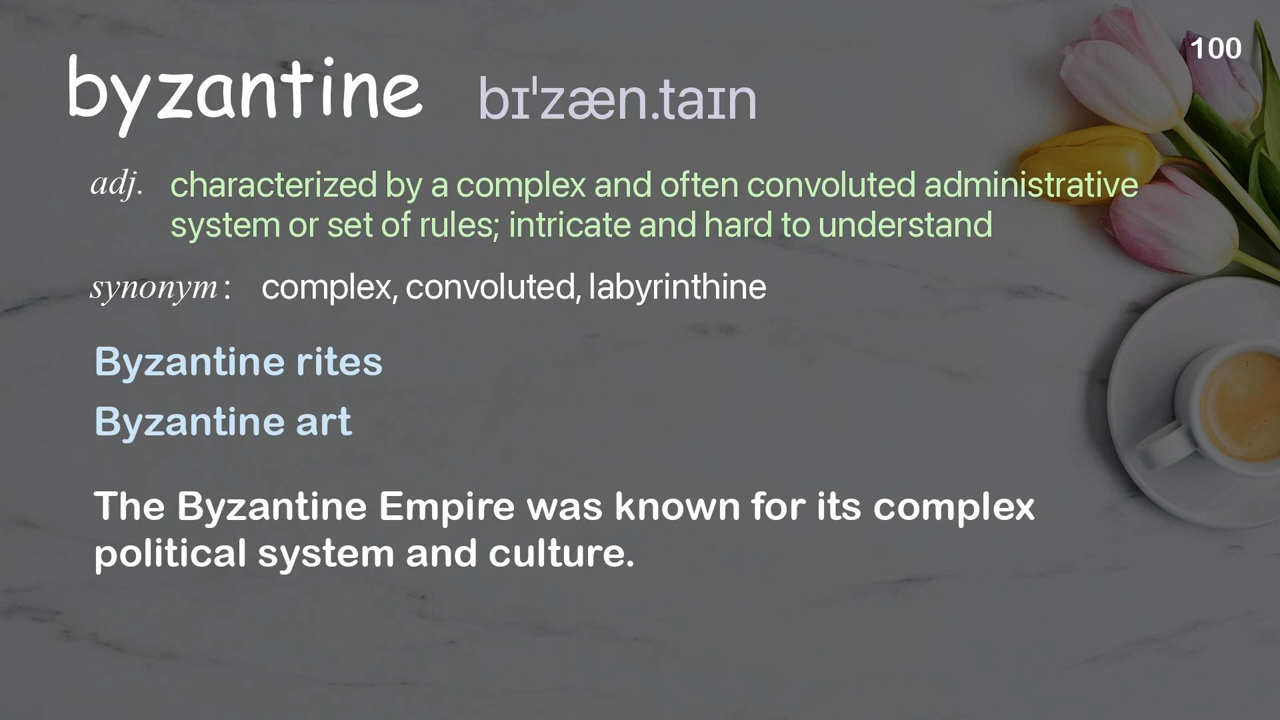 100
byzantine bɪˈzæn.taɪn
adj. characterized by a complex and often convoluted administrative
system or set of rules; intricate and hard to understand
synonym: complex, convoluted, labyrinthine
Byzantine rites
Byzantine art
The Byzantine Empire was known for its complex
political system and culture.